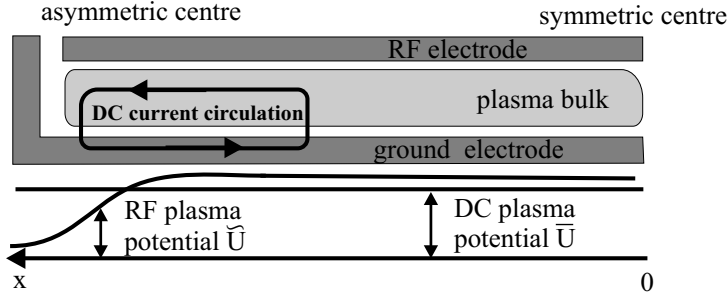 asymmetric centre
symmetric centre
RF electrode
plasma bulk
DC current circulation
ground electrode
RF plasma
potential Ũ
DC plasma
potential U̅
x
0